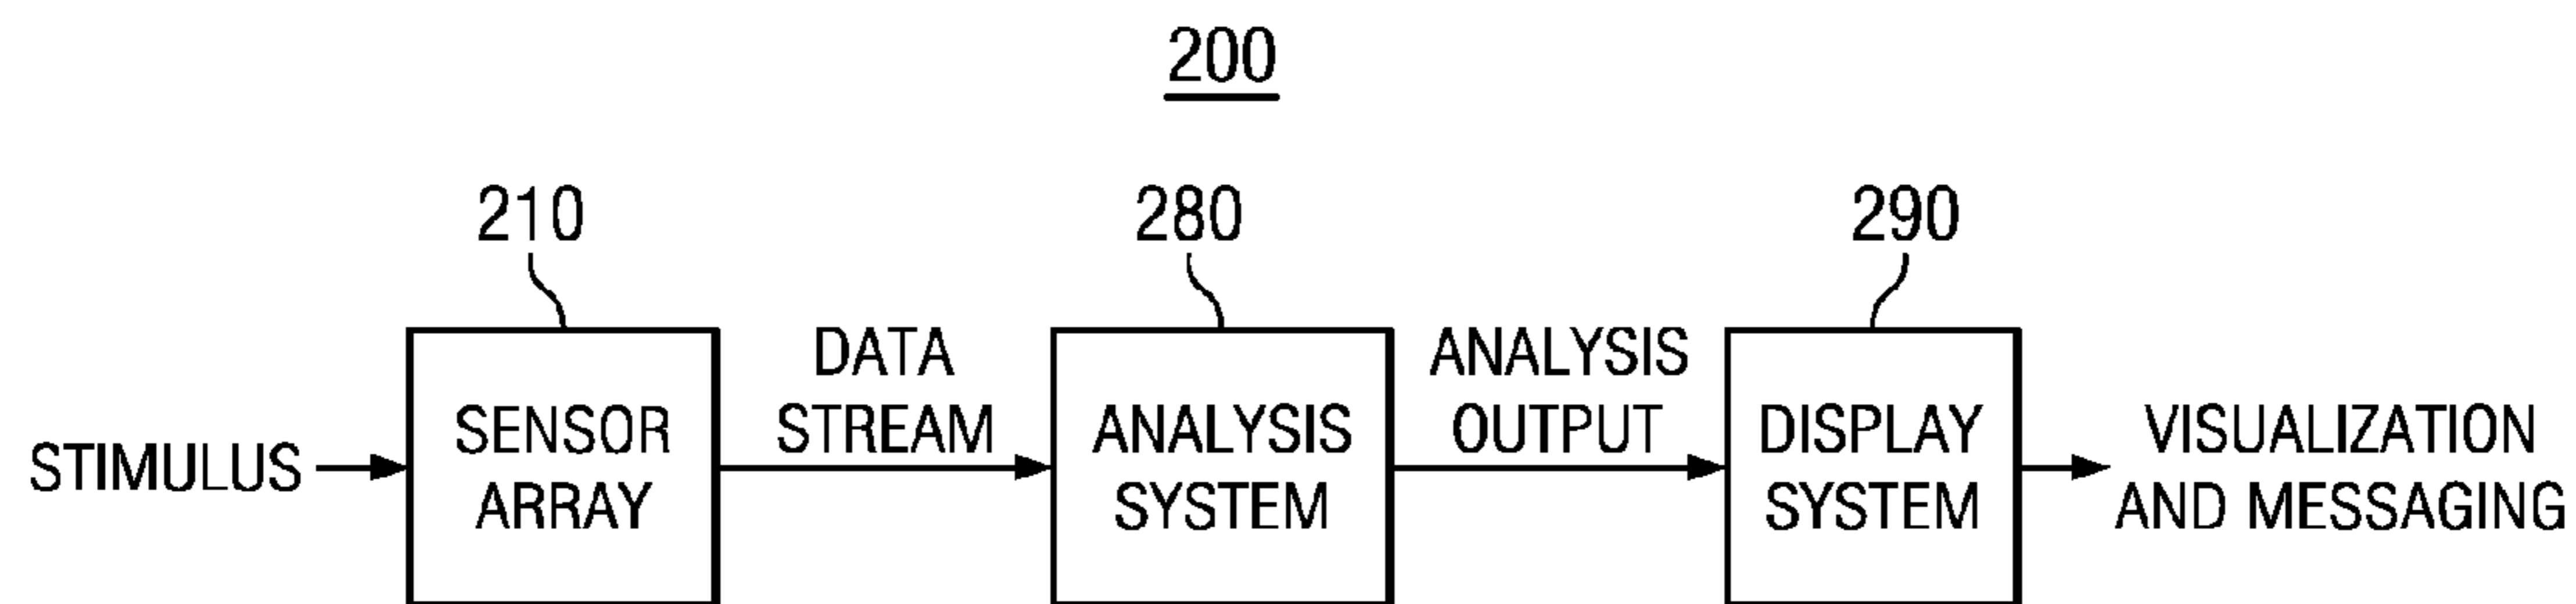 200
210
280
290
STIMULUS
SENSOR
ARRAY
DATA
STREAM
ANALYSIS
SYSTEM
ANALYSIS
OUTPUT
DISPLAY
SYSTEM
VISUALIZATION
AND MESSAGING